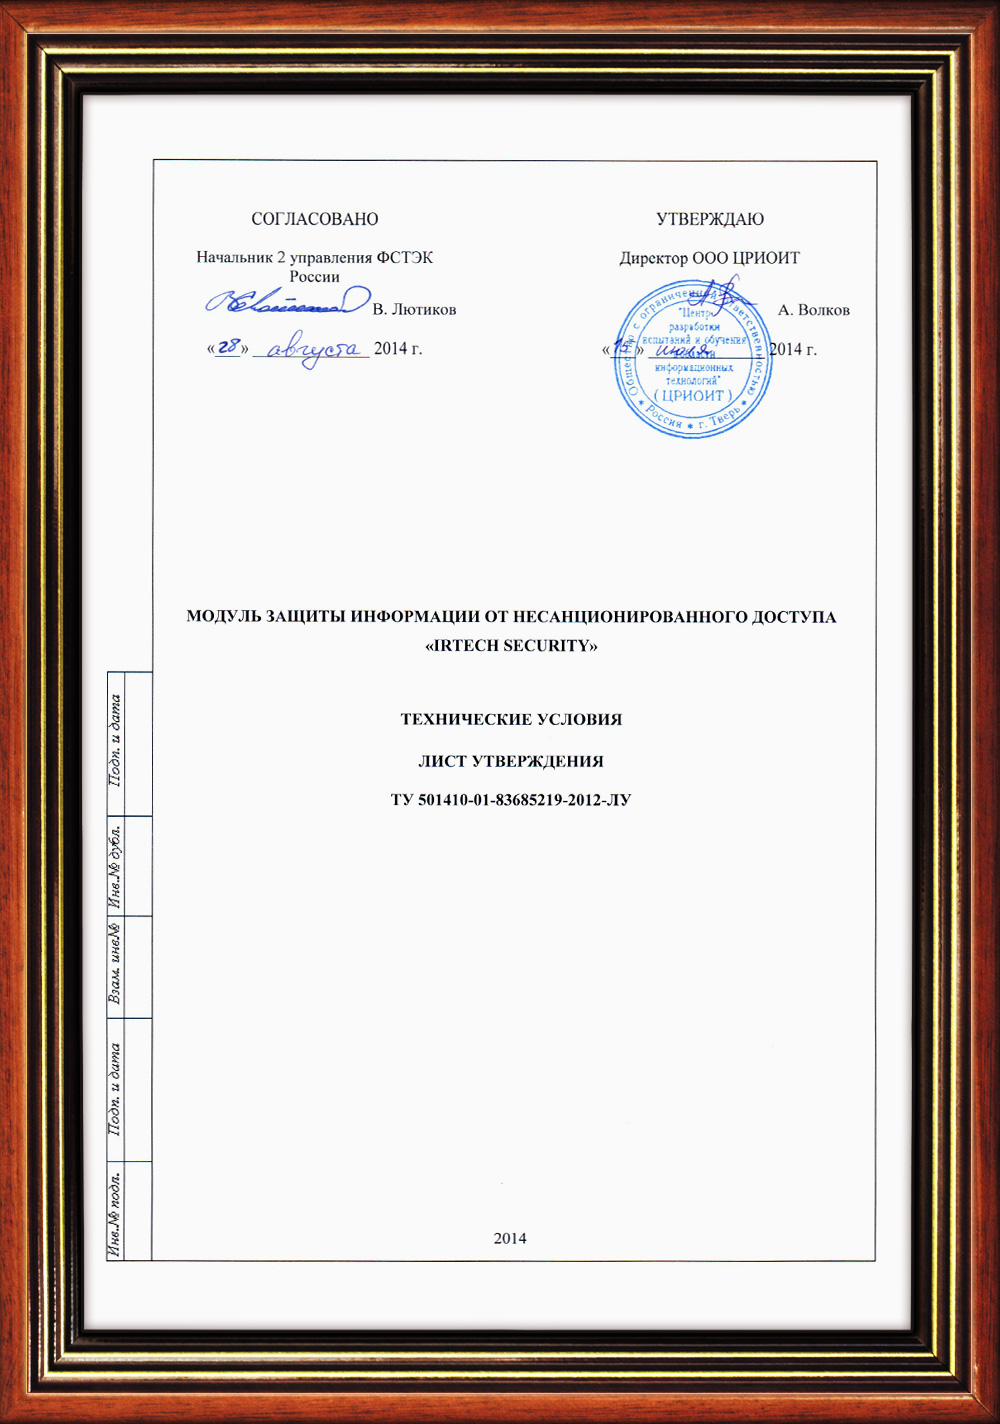 СОГЛАСОВАНО
Начальник 2 управления ФСТЭК
России
В. Лютиков
«28» августа 2014 г.
УТВЕРЖДАЮ
Директор ООО ЦРИОИТ
А. Волков
«15» июля 2014 г.
Общество с ограниченной ответственностью
"Центр
разработки
испытаний и обучения
в области
информационных
технологий"
(ЦРИОИТ)
* Россия * г. Тверь *
МОДУЛЬ ЗАЩИТЫ ИНФОРМАЦИИ ОТ НЕСАНЦИОНИРОВАННОГО ДОСТУПА
«IRTECH SECURITY»
ТЕХНИЧЕСКИЕ УСЛОВИЯ
ЛИСТ УТВЕРЖДЕНИЯ
ТУ 501410-01-83685219-2012-ЛУ
Подп. и дата
Инв.№ дубл.
Взам. инв№
Подп. и дата
Инв.№ подл.
2014